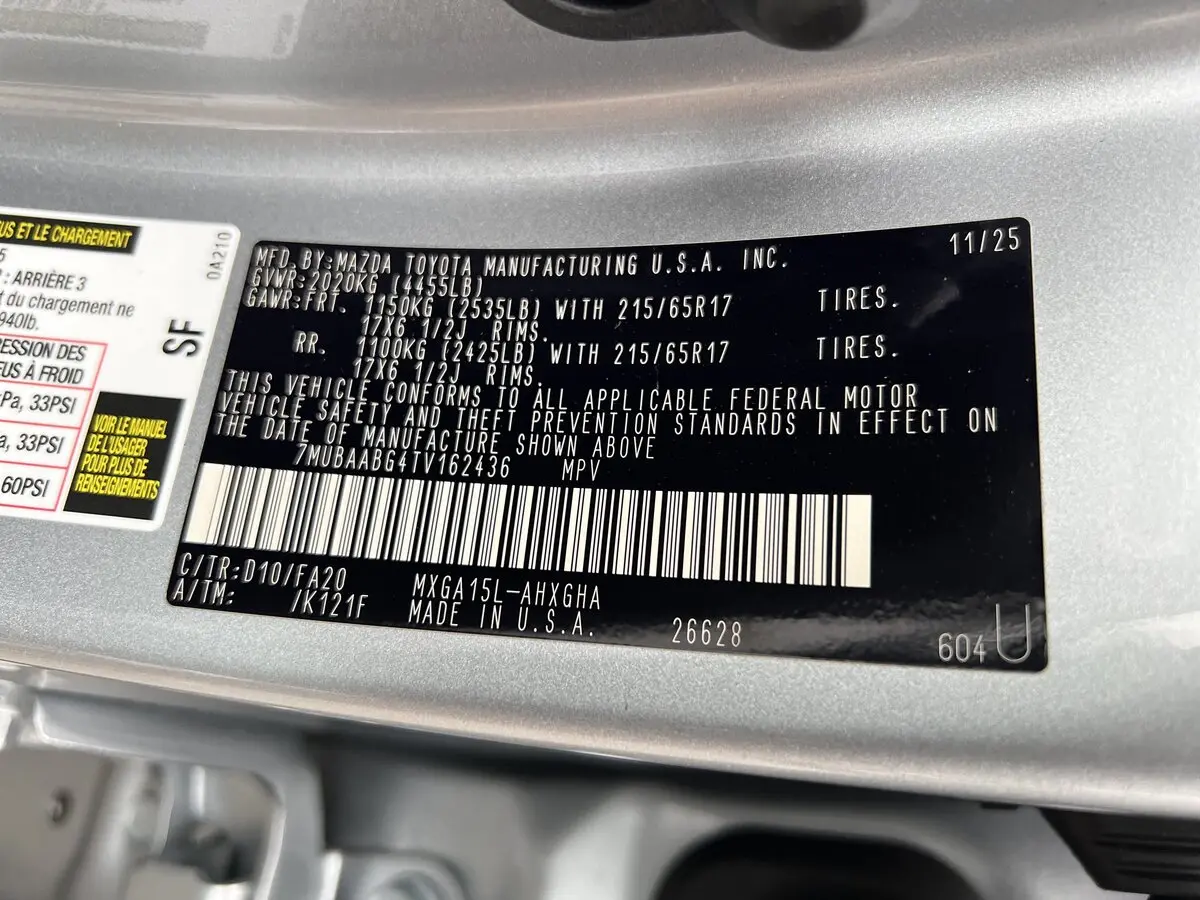 US ET LE CHARGEMENT
5
: ARRIÈRE 3
du chargement ne
940lb.
ESSION DES
EUS À FROID
Pa, 33PSI
a, 33PSI
60PSI
VOIR LE MANUEL
DE L'USAGER
POUR PLUS DE
RENSEIGNEMENTS
0A210
SF
11/25
MFD. BY:MAZDA TOYOTA MANUFACTURING U.S.A. INC.
GVWR:2020KG (4455LB)
GAWR:FRT. 1150KG (2535LB) WITH 215/65R17 TIRES.
17X6 1/2J RIMS.
RR. 1100KG (2425LB) WITH 215/65R17 TIRES.
17X6 1/2J RIMS.
THIS VEHICLE CONFORMS TO ALL APPLICABLE FEDERAL MOTOR
VEHICLE SAFETY AND THEFT PREVENTION STANDARDS IN EFFECT ON
THE DATE OF MANUFACTURE SHOWN ABOVE
7MUBAABG4TV162436 MPV
C/TR:D10/FA20 MXGA15L-AHXGHA
A/TM: /K121F MADE IN U.S.A. 26628
604 U